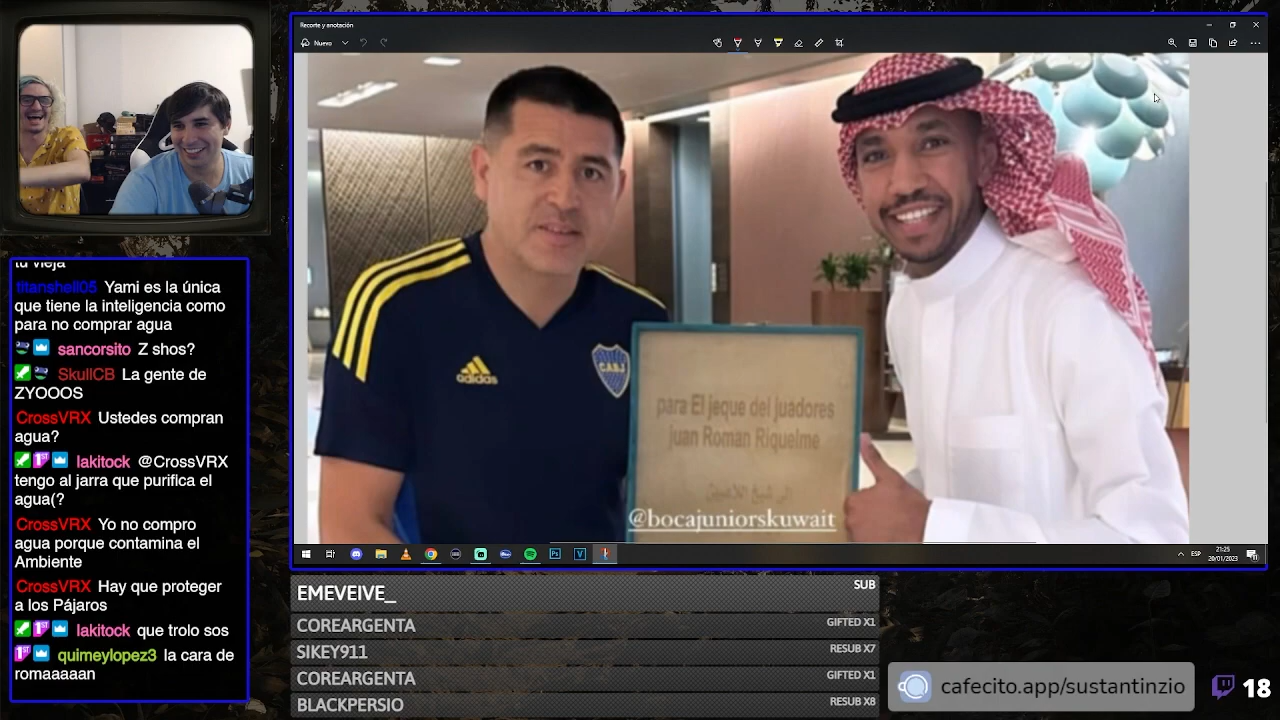 Recorte y anotación
Nuevo
tu vieja
titanshell05 Yami es la única
que tiene la inteligencia como
para no comprar agua
sancorsito Z shos?
SkullCB La gente de
ZYOOOS
CrossVRX Ustedes compran
agua?
lakitock @CrossVRX
tengo al jarra que purifica el
agua(?
CrossVRX Yo no compro
agua porque contamina el
Ambiente
CrossVRX Hay que proteger
a los Pájaros
lakitock que trolo sos
quimeylopez3 la cara de
romaaaaan
adidas
CABJ
para El jeque del juadores
juan Roman Riquelme
@bocajuniorskuwait
ESP
21:25
20/01/2023
EMEVEIVE_ SUB
COREARGENTA GIFTED X1
SIKEY911 RESUB X7
COREARGENTA GIFTED X1
BLACKPERSIO RESUB X8
cafecito.app/sustantinzio
18